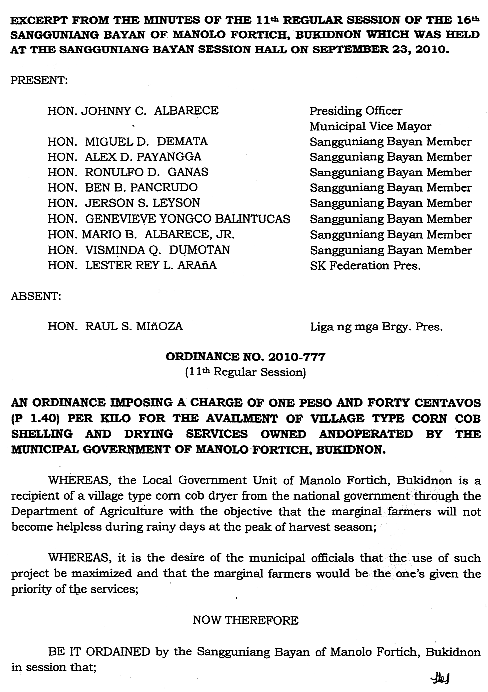 EXCERPT FROM THE MINUTES OF THE 11th REGULAR SESSION OF THE 16th
SANGGUNIANG BAYAN OF MANOLO FORTICH, BUKIDNON WHICH WAS HELD
AT THE SANGGUNIANG BAYAN SESSION HALL ON SEPTEMBER 23, 2010.
PRESENT:
HON. JOHNNY C. ALBARECE Presiding Officer
Municipal Vice Mayor
HON. MIGUEL D. DEMATA Sangguniang Bayan Member
HON. ALEX D. PAYANGGA Sangguniang Bayan Member
HON. RONULFO D. GANAS Sangguniang Bayan Member
HON. BEN B. PANCRUDO Sangguniang Bayan Member
HON. JERSON S. LEYSON Sangguniang Bayan Member
HON. GENEVIEVE YONGCO BALINTUCAS Sangguniang Bayan Member
HON. MARIO B. ALBARECE, JR. Sangguniang Bayan Member
HON. VISMINDA Q. DUMOTAN Sangguniang Bayan Member
HON. LESTER REY L. ARAñA SK Federation Pres.
ABSENT:
HON. RAUL S. MIñOZA Liga ng mga Brgy. Pres.
ORDINANCE NO. 2010-777
(11th Regular Session)
AN ORDINANCE IMPOSING A CHARGE OF ONE PESO AND FORTY CENTAVOS
(P 1.40) PER KILO FOR THE AVAILMENT OF VILLAGE TYPE CORN COB
SHELLING AND DRYING SERVICES OWNED ANDOPERATED BY THE
MUNICIPAL GOVERNMENT OF MANOLO FORTICH, BUKIDNON.
WHEREAS, the Local Government Unit of Manolo Fortich, Bukidnon is a
recipient of a village type corn cob dryer from the national government through the
Department of Agriculture with the objective that the marginal farmers will not
become helpless during rainy days at the peak of harvest season;
WHEREAS, it is the desire of the municipal officials that the use of such
project be maximized and that the marginal farmers would be the one's given the
priority of the services;
NOW THEREFORE
BE IT ORDAINED by the Sangguniang Bayan of Manolo Fortich, Bukidnon
in session that;